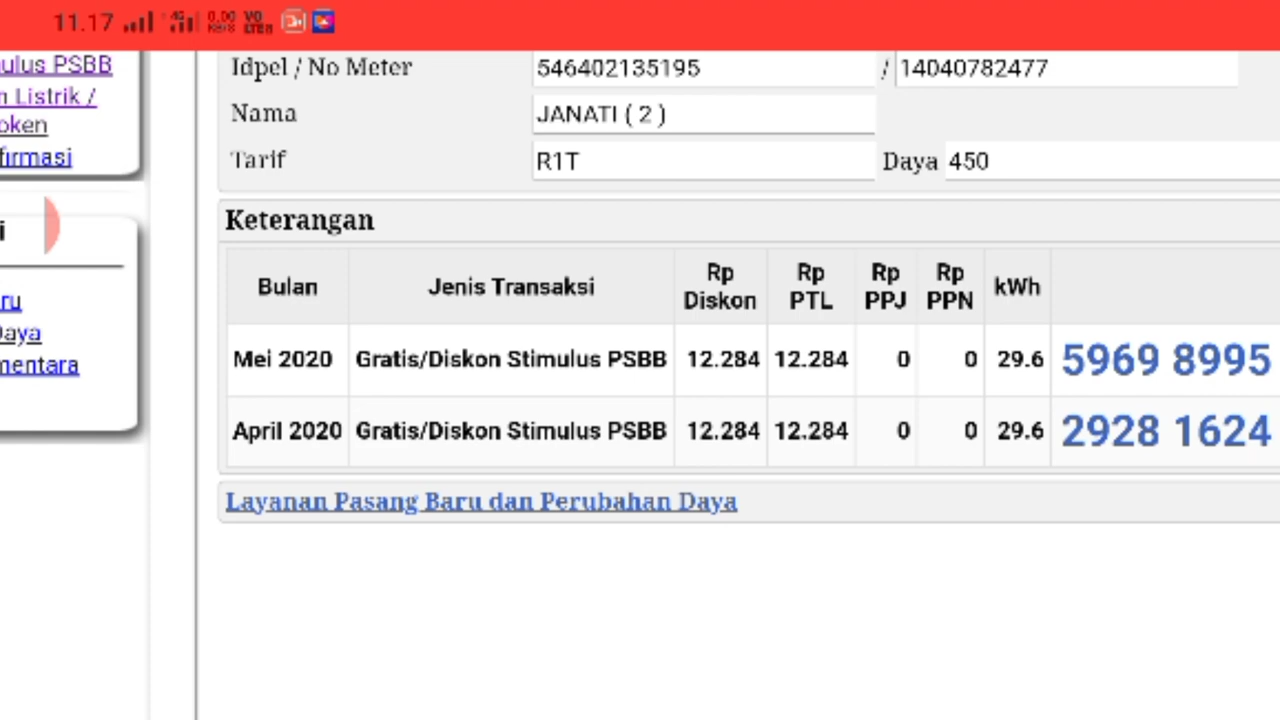 11.17
ulus PSBB
n Listrik /
oken
firmasi
i
ru
Daya
mentara
Idpel / No Meter 546402135195 / 14040782477
Nama JANATI ( 2 )
Tarif R1T Daya 450
Keterangan
Bulan Jenis Transaksi Rp Diskon Rp PTL Rp PPJ Rp PPN kWh
Mei 2020 Gratis/Diskon Stimulus PSBB 12.284 12.284 0 0 29.6 5969 8995
April 2020 Gratis/Diskon Stimulus PSBB 12.284 12.284 0 0 29.6 2928 1624
Layanan Pasang Baru dan Perubahan Daya